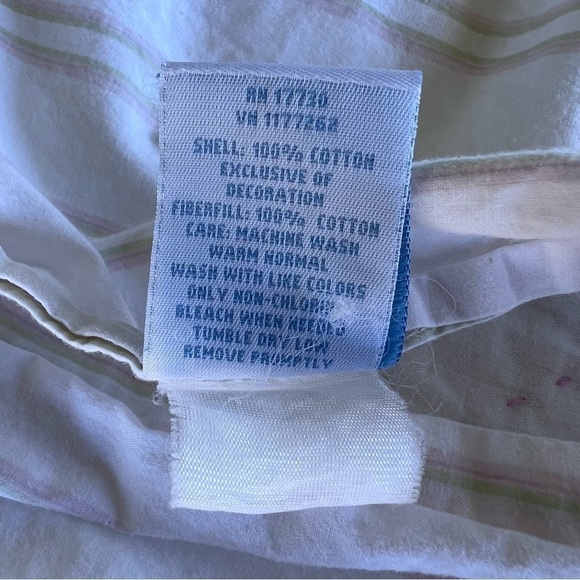 RN 17730
VN 1177262
SHELL: 100% COTTON
EXCLUSIVE OF
DECORATION
FIBERFILL: 100% COTTON
CARE: MACHINE WASH
WARM NORMAL
WASH WITH LIKE COLORS
ONLY NON-CHLORINE
BLEACH WHEN NEEDED
TUMBLE DRY LOW
REMOVE PROMPTLY